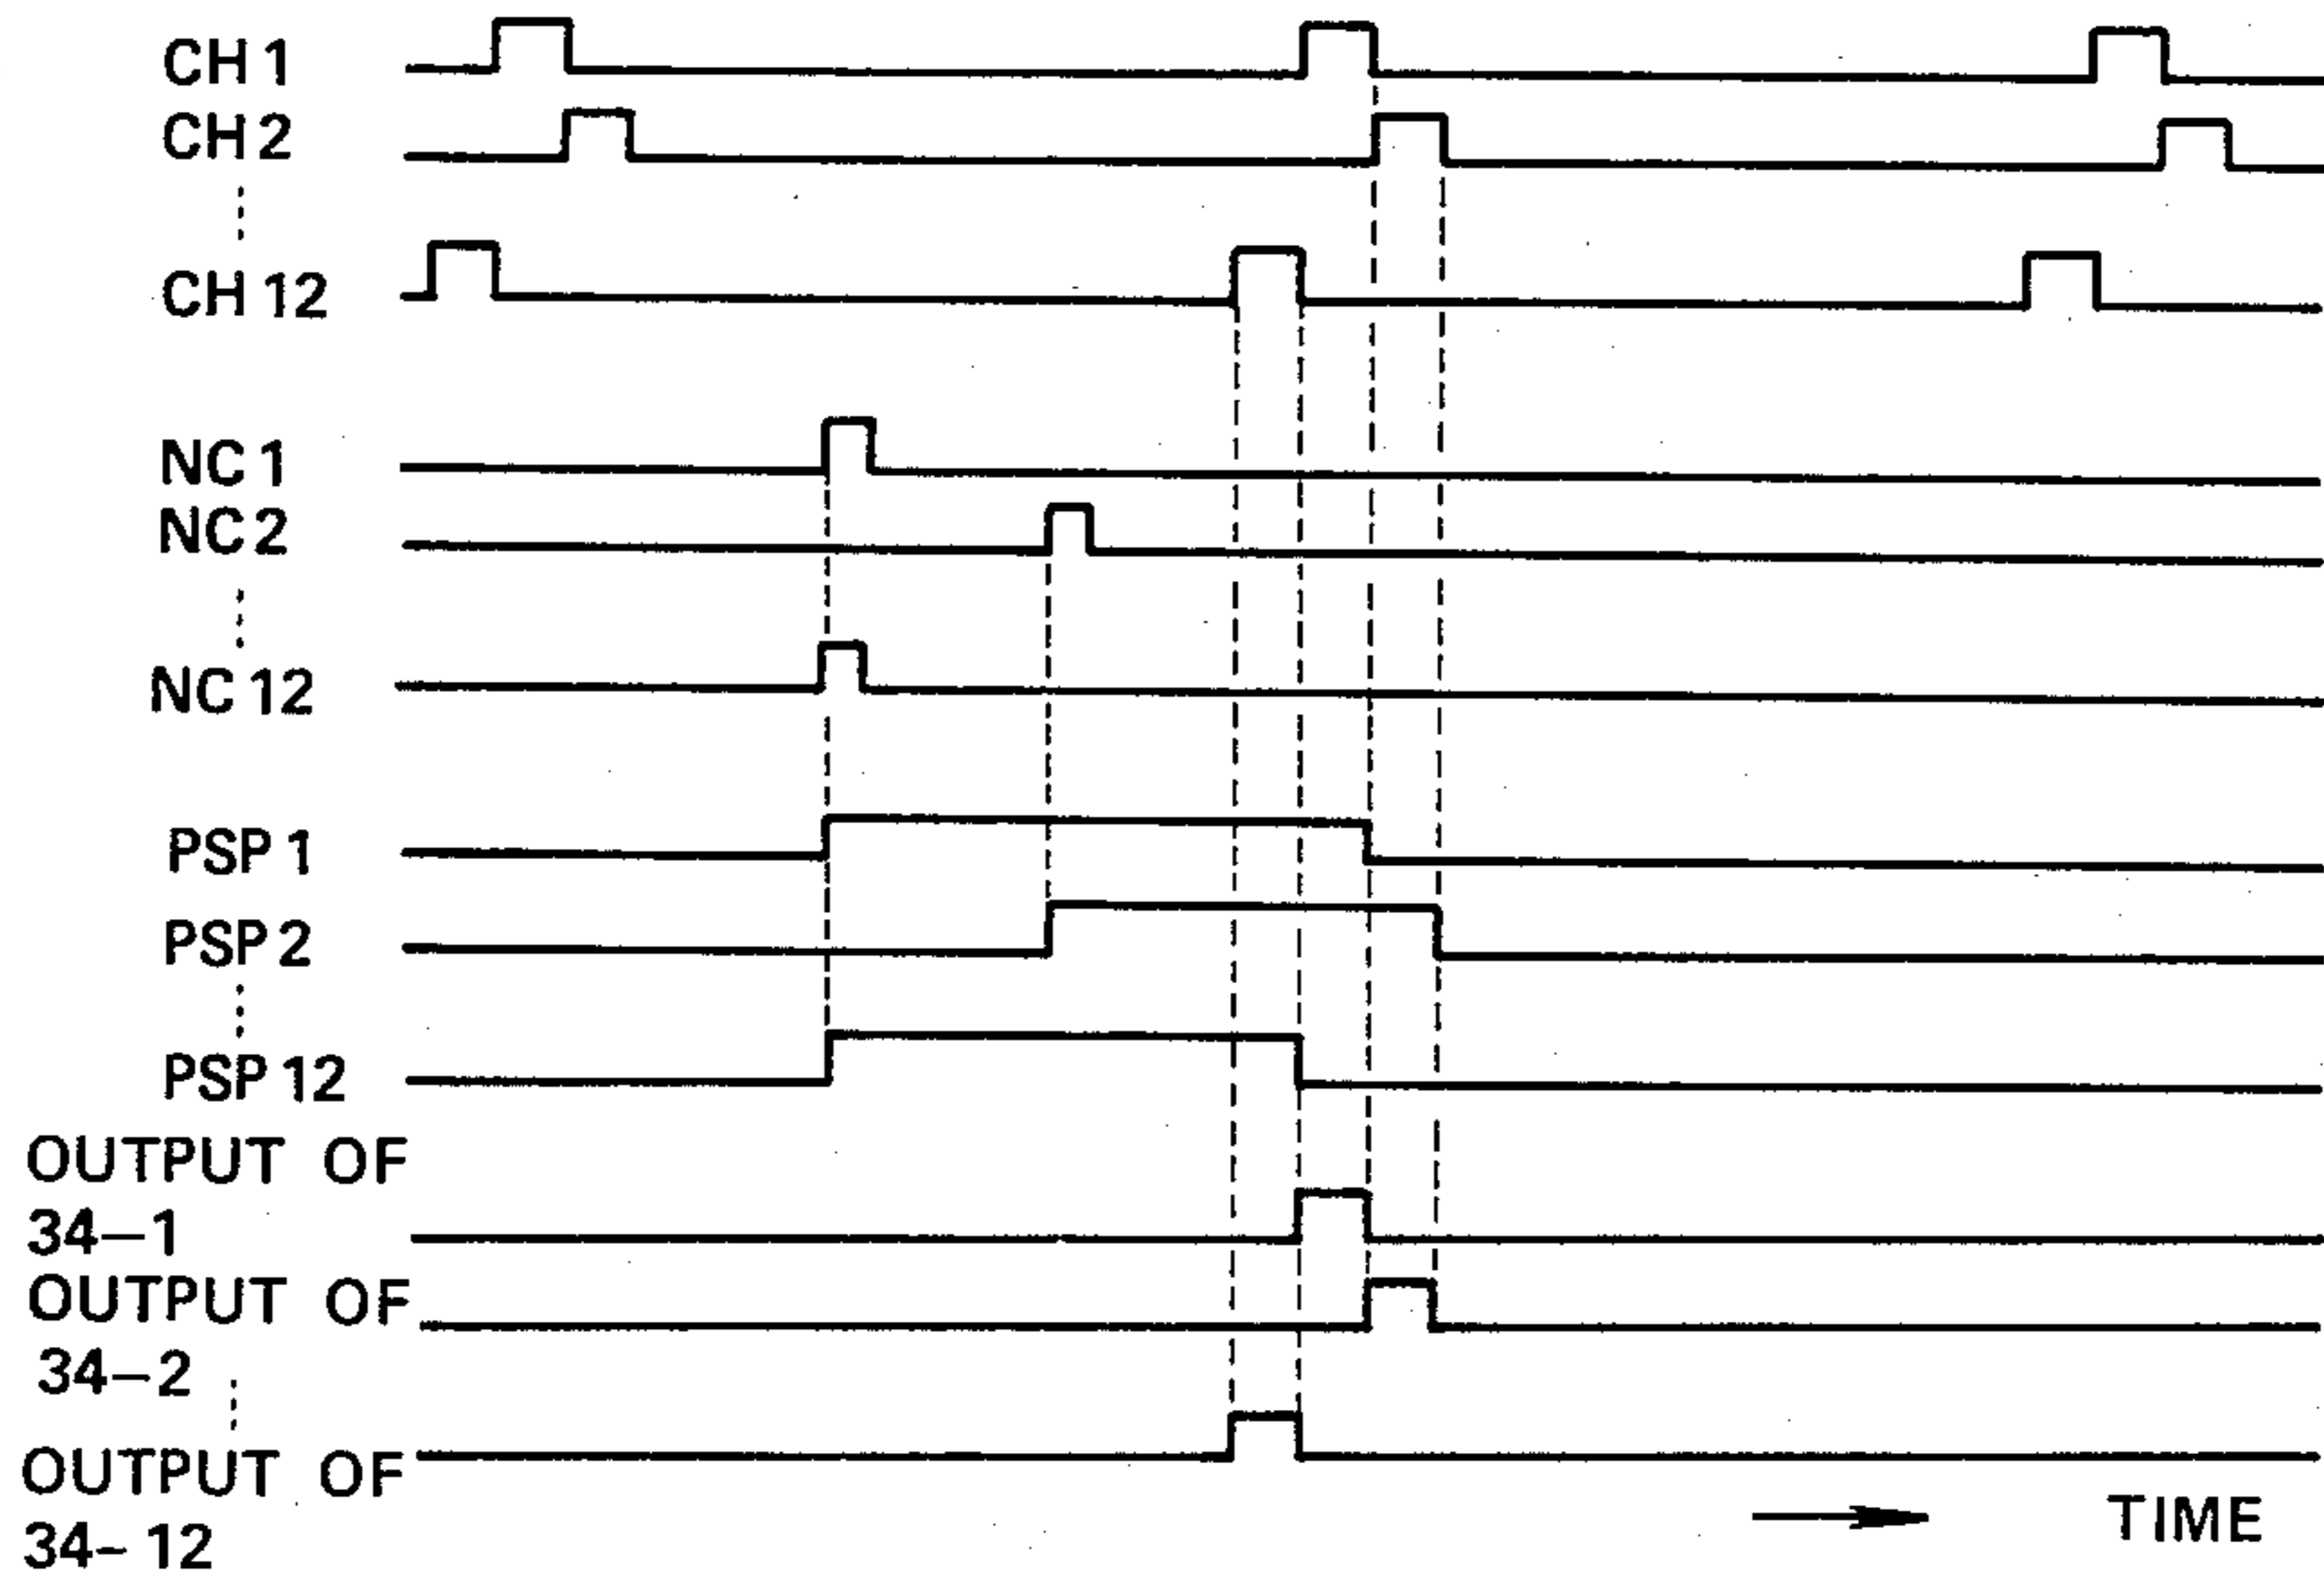 CH 1
CH 2
CH 12
NC 1
NC 2
NC 12
PSP 1
PSP 2
PSP 12
OUTPUT OF
34-1
OUTPUT OF
34-2
OUTPUT OF
34-12
TIME